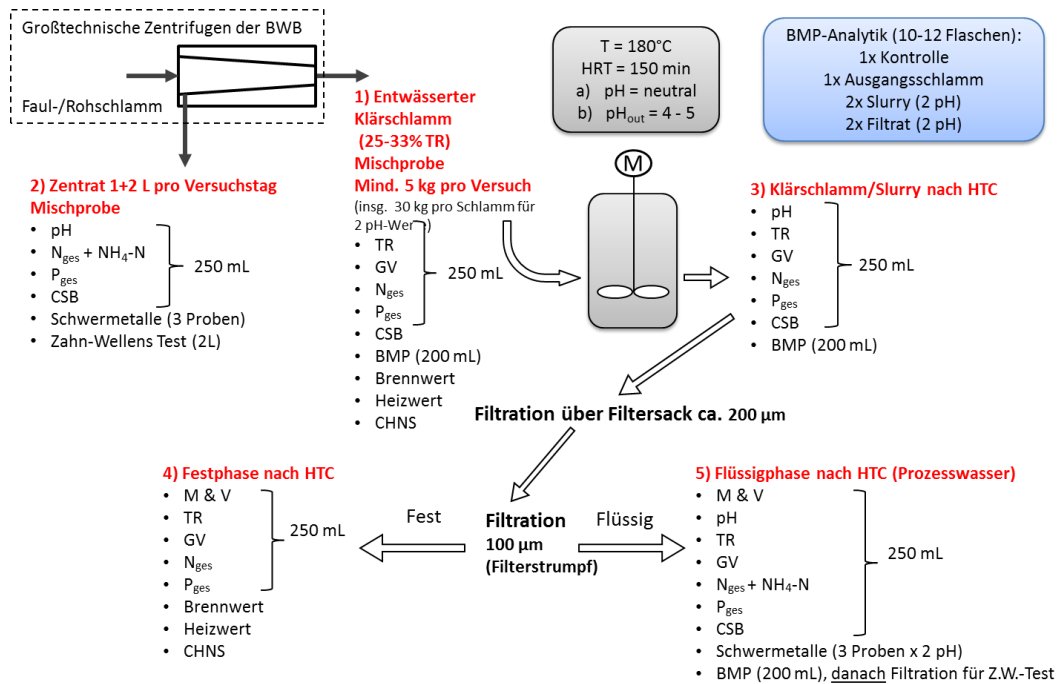 Großtechnische Zentrifugen der BWB
Faul-/Rohschlamm
T = 180°C
HRT = 150 min
a) pH = neutral
b) pHout = 4 - 5
BMP-Analytik (10-12 Flaschen):
1x Kontrolle
1x Ausgangsschlamm
2x Slurry (2 pH)
2x Filtrat (2 pH)
1) Entwässerter
Klärschlamm
(25-33% TR)
Mischprobe
Mind. 5 kg pro Versuch
(insg. 30 kg pro Schlamm für
2 pH-Werte)
• TR
• GV
• Nges
• Pges
250 mL
• CSB
• BMP (200 mL)
• Brennwert
• Heizwert
• CHNS
2) Zentrat 1+2 L pro Versuchstag
Mischprobe
• pH
• Nges + NH4-N
• Pges
• CSB
250 mL
• Schwermetalle (3 Proben)
• Zahn-Wellens Test (2L)
M
3) Klärschlamm/Slurry nach HTC
• pH
• TR
• GV
• Nges
• Pges
• CSB
250 mL
• BMP (200 mL)
Filtration über Filtersack ca. 200 µm
4) Festphase nach HTC
• M & V
• TR
• GV
• Nges
• Pges
250 mL
• Brennwert
• Heizwert
• CHNS
Fest
Filtration
100 µm
(Filterstrumpf)
Flüssig
5) Flüssigphase nach HTC (Prozesswasser)
• M & V
• pH
• TR
• GV
• Nges + NH4-N
• Pges
• CSB
250 mL
• Schwermetalle (3 Proben x 2 pH)
• BMP (200 mL), danach Filtration für Z.W.-Test